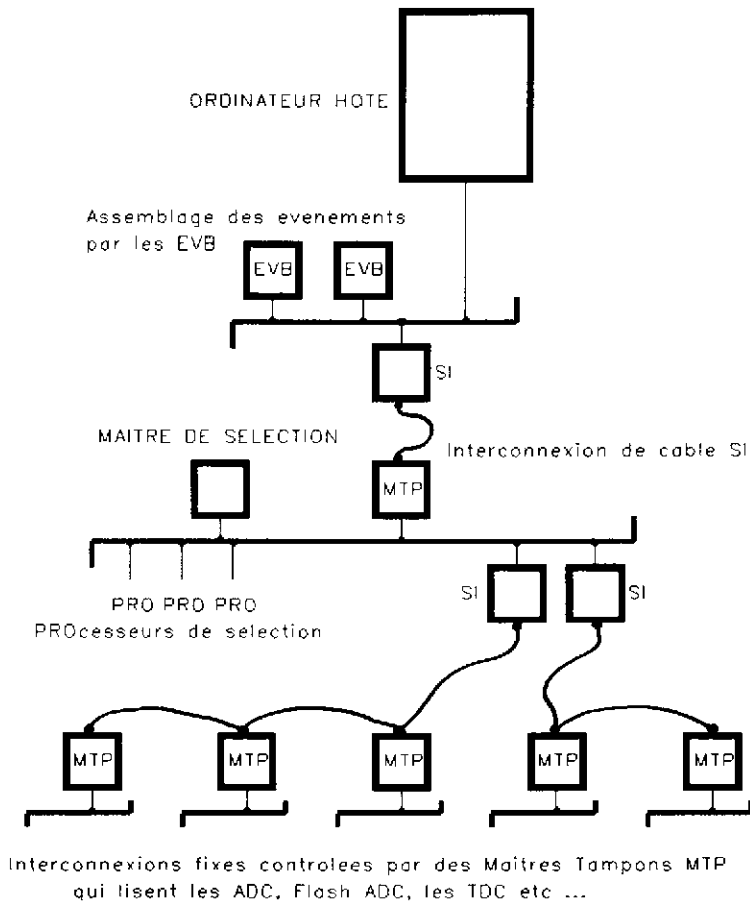 ORDINATEUR HOTE
Assemblage des evenements
par les EVB
EVB EVB
SI
MAITRE DE SELECTION
Interconnexion de cable SI
MTP
SI SI
PRO PRO PRO
PROcesseurs de selection
MTP MTP MTP MTP MTP
Interconnexions fixes controlees par des Maitres Tampons MTP
qui lisent les ADC, Flash ADC, les TDC etc ...